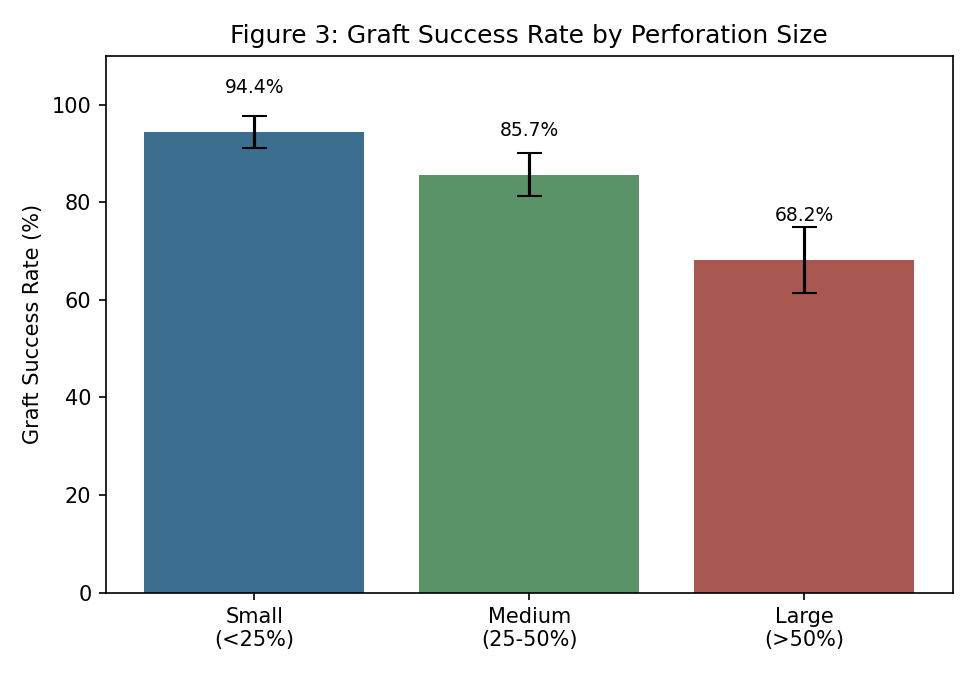 Figure 3: Graft Success Rate by Perforation Size
Graft Success Rate (%)
100
80
60
40
20
0
94.4%
85.7%
68.2%
Small
(<25%)
Medium
(25-50%)
Large
(>50%)